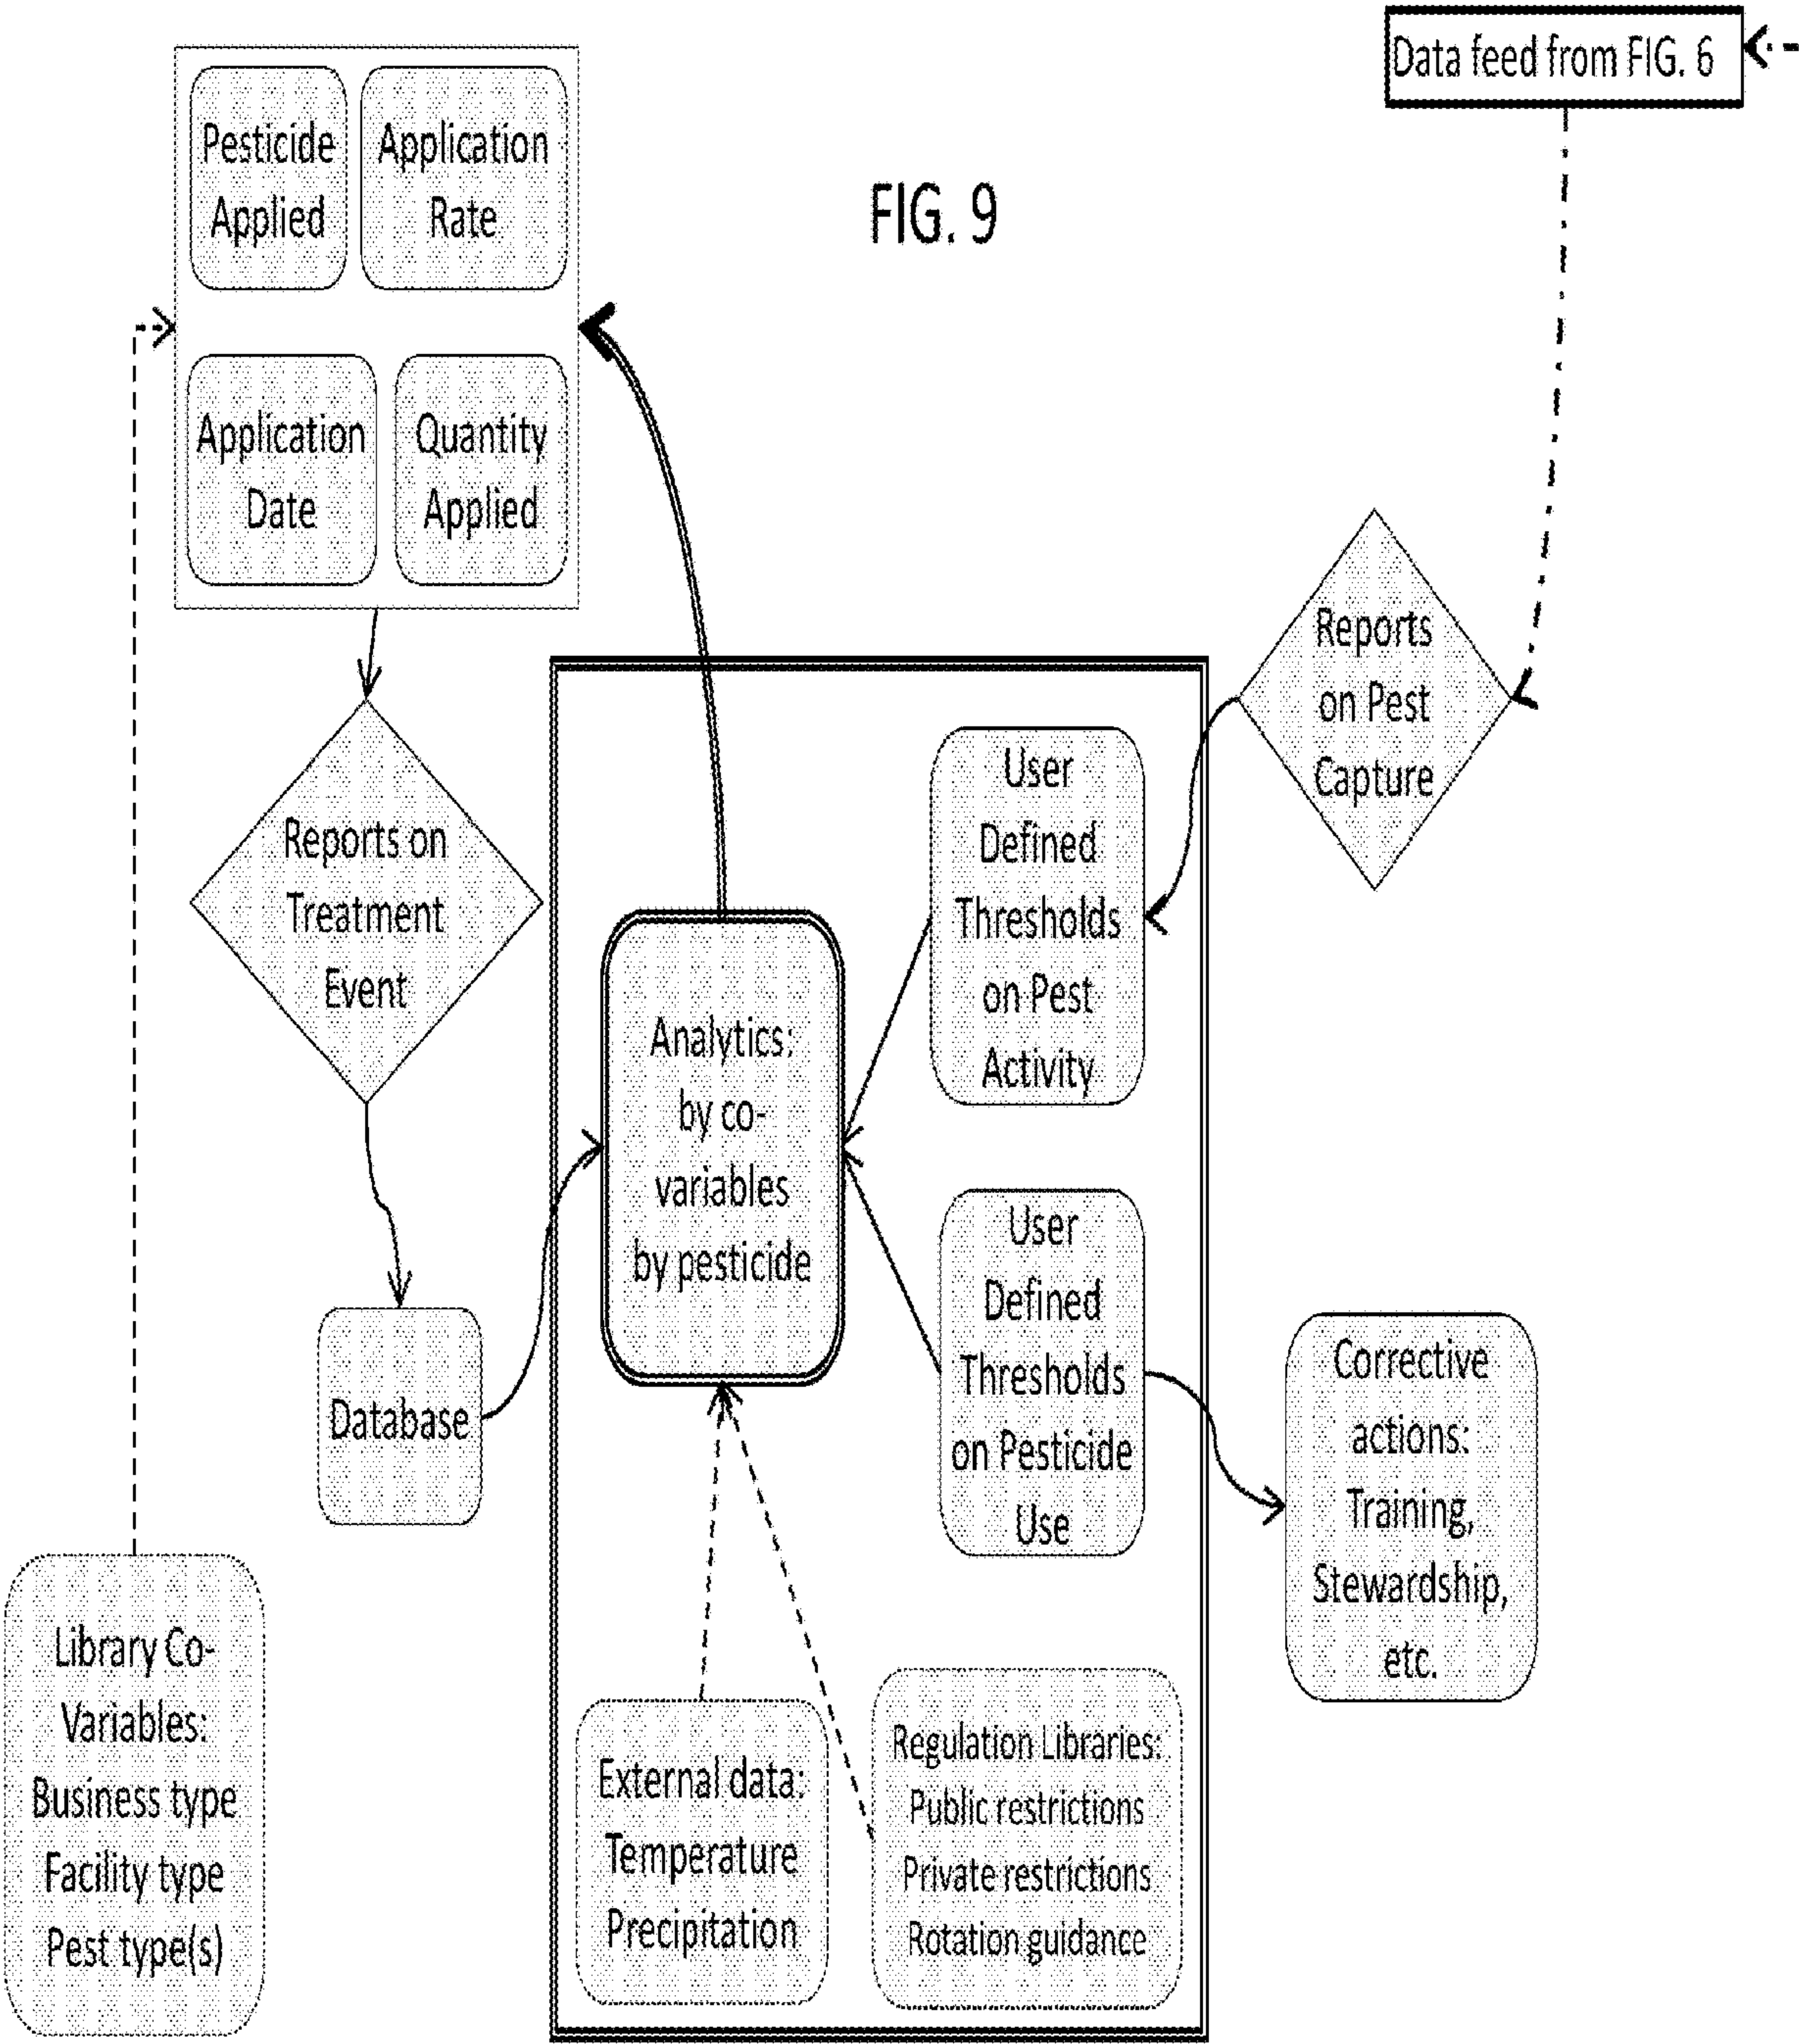 Data feed from FIG. 6
Pesticide
Applied
Application
Rate
FIG. 9
Application
Date
Quantity
Applied
Reports
on Pest
Capture
Reports on
Treatment
Event
User
Defined
Thresholds
on Pest
Activity
Analytics:
by co-
variables
by pesticide
User
Defined
Thresholds
on Pesticide
Use
Database
Corrective
actions:
Training,
Stewardship,
etc.
Library Co-
Variables:
Business type
Facility type
Pest type(s)
External data:
Temperature
Precipitation
Regulation Libraries:
Public restrictions
Private restrictions
Rotation guidance